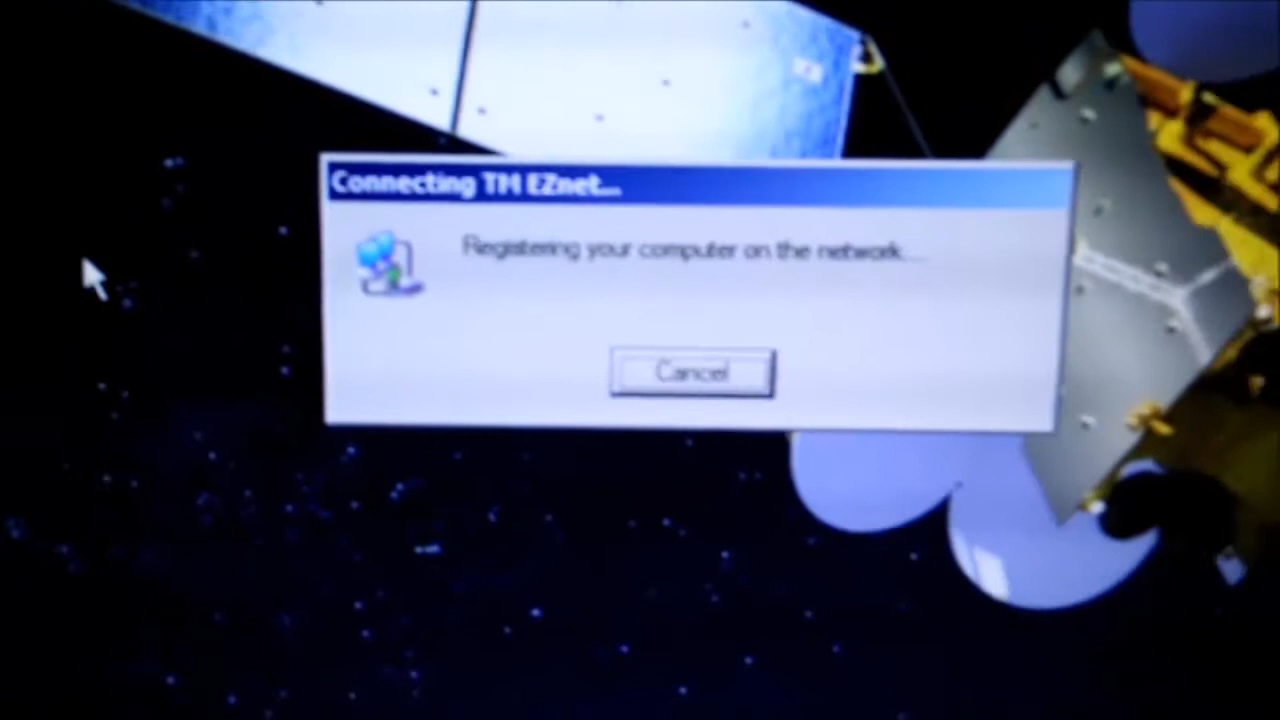 Connecting TM EZnet...
Registering your computer on the network...
Cancel